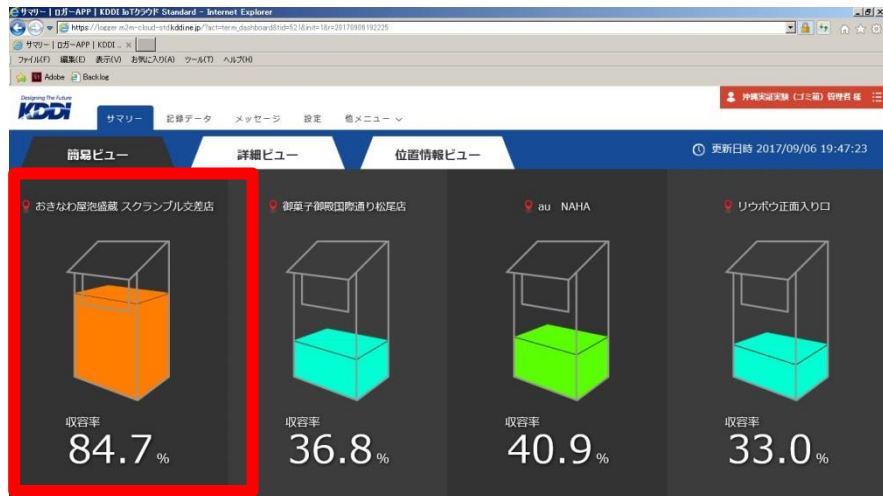 サマリー | ロガーAPP | KDDI IoTクラウド Standard - Internet Explorer
サマリー | ロガーAPP | KDDI ...
ファイル(F) 編集(E) 表示(V) お気に入り(A) ツール(T) ヘルプ(H)
Adobe Backlog
Designing The Future
KDDI
サマリー 記録データ メッセージ 設定 他メニュー
沖縄実証実験（ゴミ箱）管理者 様
簡易ビュー 詳細ビュー 位置情報ビュー
更新日時 2017/09/06 19:47:23
おきなわ屋泡盛蔵 スクランブル交差店
御菓子御殿国際通り松尾店
au NAHA
リウボウ正面入り口
収容率 収容率 収容率 収容率
84.7% 36.8% 40.9% 33.0%